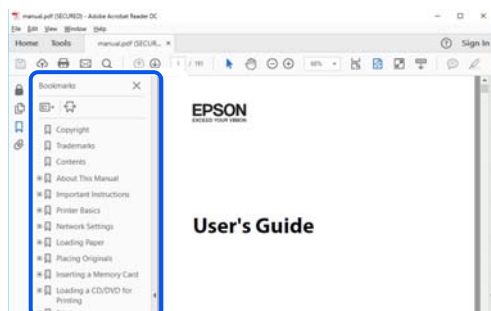 manual.pdf (SECURED) - Adobe Acrobat Reader DC
File Edit View Window Help
Home Tools manual.pdf (SECUR... × Sign In
1 / 191
Bookmarks
Copyright
Trademarks
Contents
About This Manual
Important Instructions
Printer Basics
Network Settings
Loading Paper
Placing Originals
Inserting a Memory Card
Loading a CD/DVD for
Printing
EPSON
EXCEED YOUR VISION
User's Guide